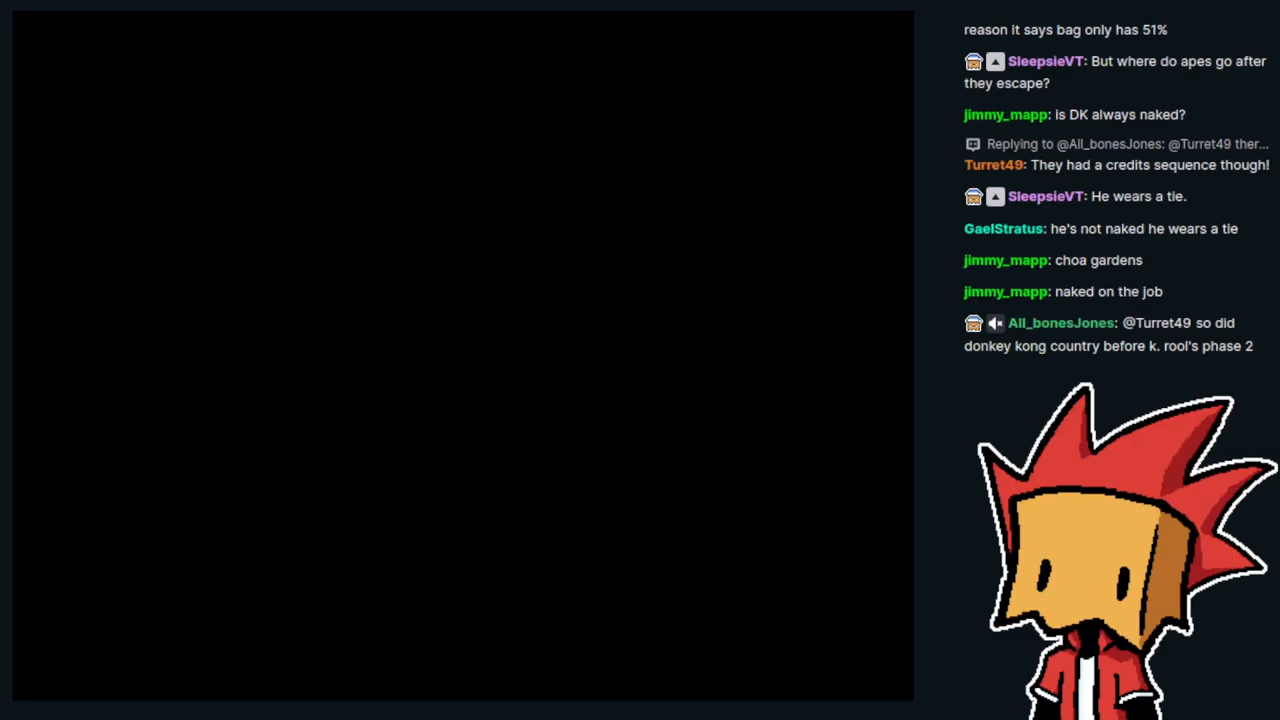 reason it says bag only has 51%
SleepsieVT: But where do apes go after
they escape?
jimmy_mapp: is DK always naked?
Replying to @All_bonesJones: @Turret49 ther...
Turret49: They had a credits sequence though!
SleepsieVT: He wears a tie.
GaelStratus: he's not naked he wears a tie
jimmy_mapp: choa gardens
jimmy_mapp: naked on the job
All_bonesJones: @Turret49 so did
donkey kong country before k. rool's phase 2